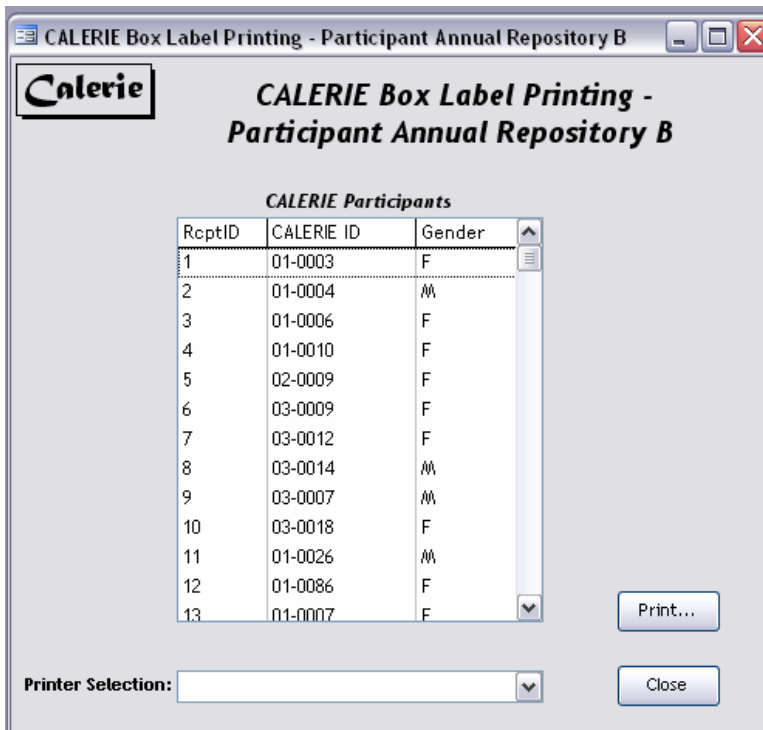 CALERIE Box Label Printing - Participant Annual Repository B
Calerie
CALERIE Box Label Printing -
Participant Annual Repository B
CALERIE Participants
RcptID CALERIE ID Gender
1 01-0003 F
2 01-0004 M
3 01-0006 F
4 01-0010 F
5 02-0009 F
6 03-0009 F
7 03-0012 F
8 03-0014 M
9 03-0007 M
10 03-0018 F
11 01-0026 M
12 01-0086 F
13 01-0007 F
Print...
Printer Selection:
Close